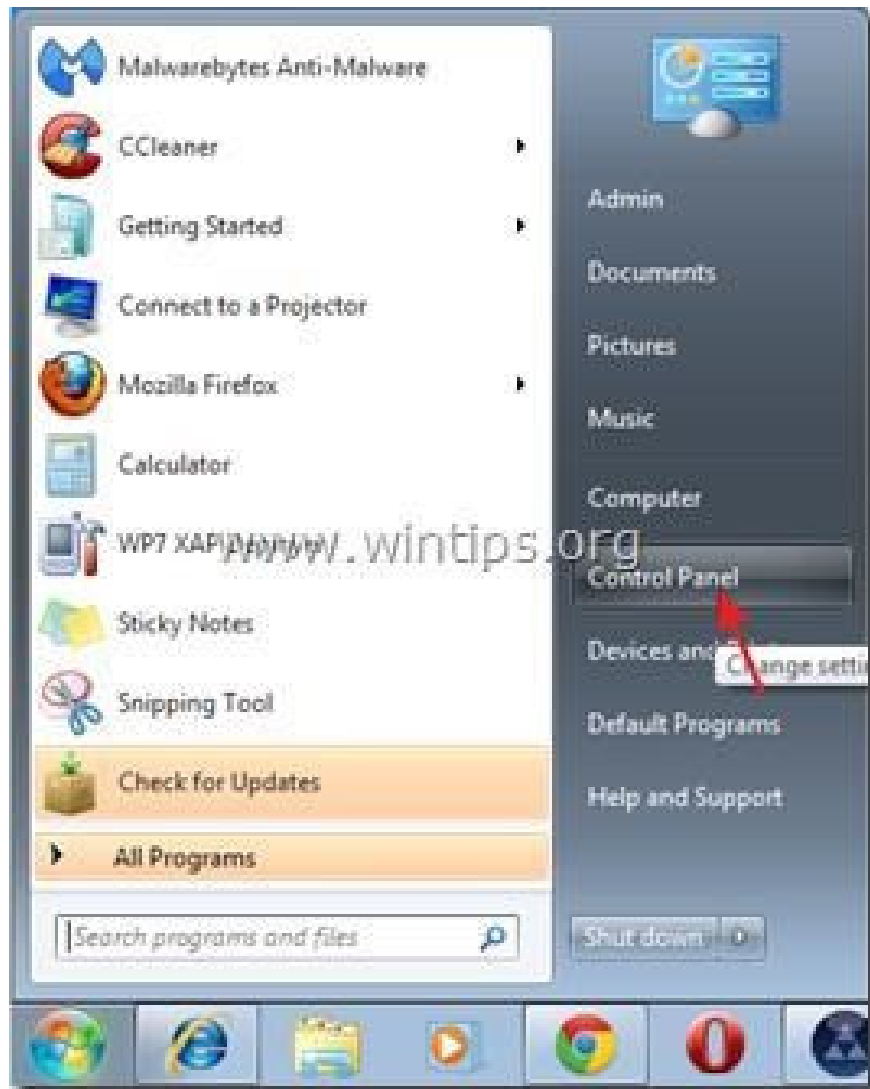 Malwarebytes Anti-Malware
CCleaner
Getting Started
Connect to a Projector
Mozilla Firefox
Calculator
WP7 XAP
Sticky Notes
Snipping Tool
Check for Updates
All Programs
Search programs and files
Admin
Documents
Pictures
Music
Computer
www.wintips.org
Control Panel
Devices and
Change
Default Programs
Help and Support
Shut down